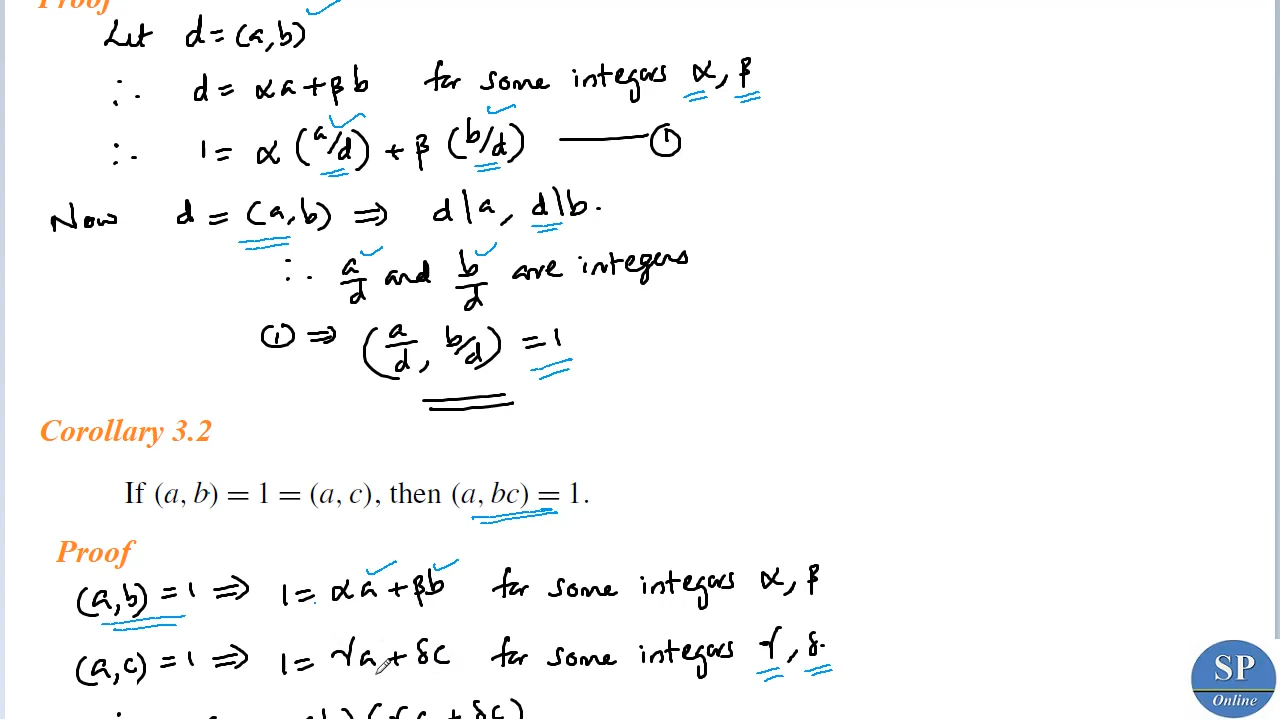 Proof
Let d = (a, b)
∴ d = αa + βb for some integers α, β
∴ 1 = α (a/d) + β (b/d) —— ①
Now d = (a, b) ⇒ d | a, d | b.
∴ a/d and b/d are integers
① ⇒ (a/d, b/d) = 1
Corollary 3.2
If (a, b) = 1 = (a, c), then (a, bc) = 1.
Proof
(a, b) = 1 ⇒ 1 = αa + βb for some integers α, β
(a, c) = 1 ⇒ 1 = γa + δc for some integers γ, δ.
) (γa + δc)
SP
Online